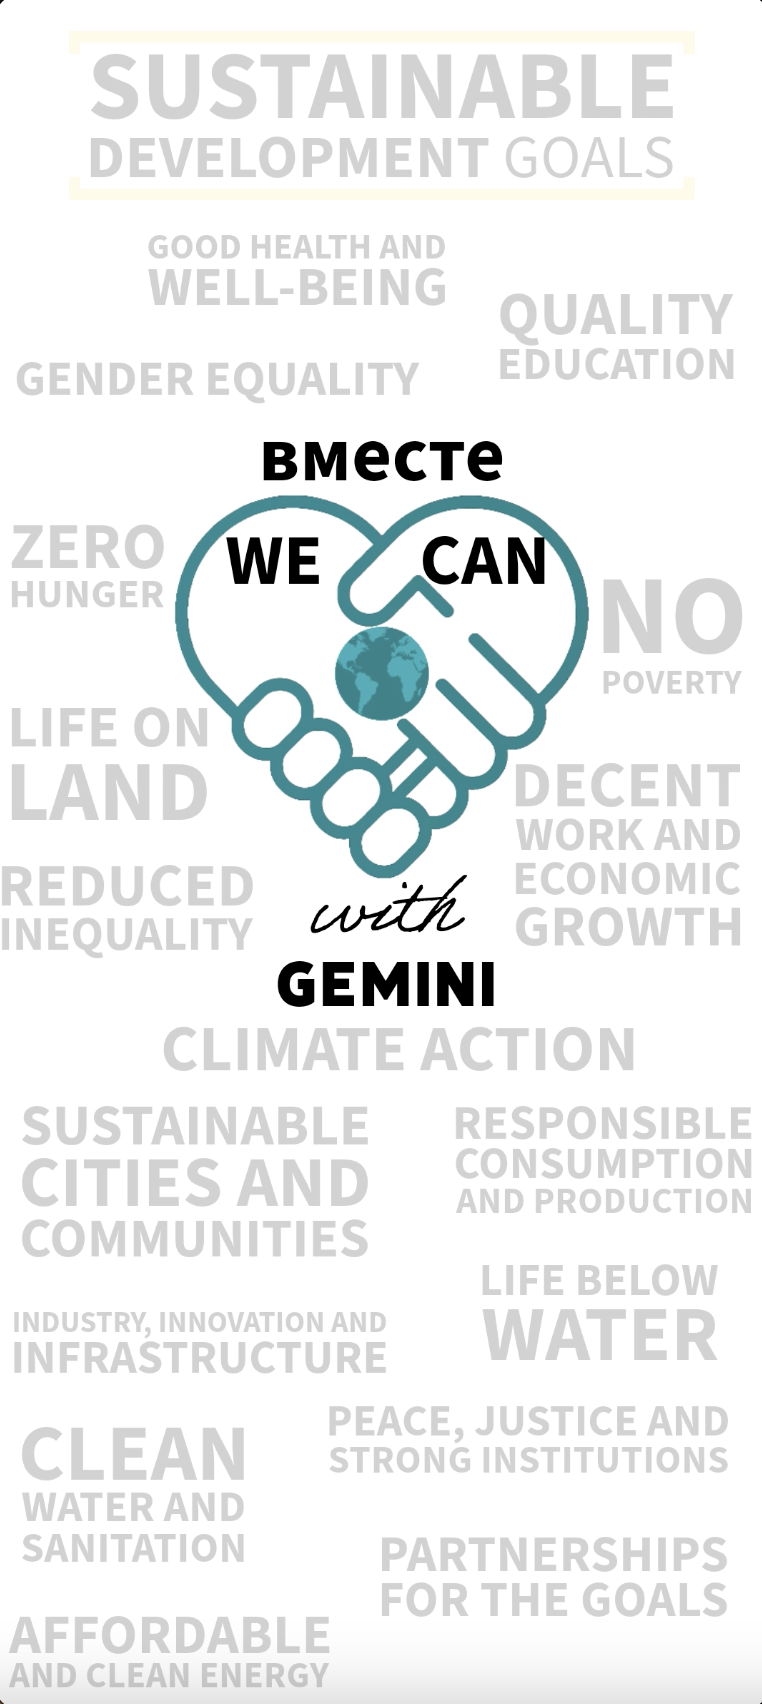 SUSTAINABLE
DEVELOPMENT GOALS
GOOD HEALTH AND
WELL-BEING
QUALITY
EDUCATION
GENDER EQUALITY
вместе
WE CAN
ZERO
HUNGER
NO
POVERTY
LIFE ON
LAND
DECENT
WORK AND
ECONOMIC
GROWTH
REDUCED
INEQUALITY
with
GEMINI
CLIMATE ACTION
SUSTAINABLE
CITIES AND
COMMUNITIES
RESPONSIBLE
CONSUMPTION
AND PRODUCTION
LIFE BELOW
WATER
INDUSTRY, INNOVATION AND
INFRASTRUCTURE
PEACE, JUSTICE AND
STRONG INSTITUTIONS
CLEAN
WATER AND
SANITATION
PARTNERSHIPS
FOR THE GOALS
AFFORDABLE
AND CLEAN ENERGY